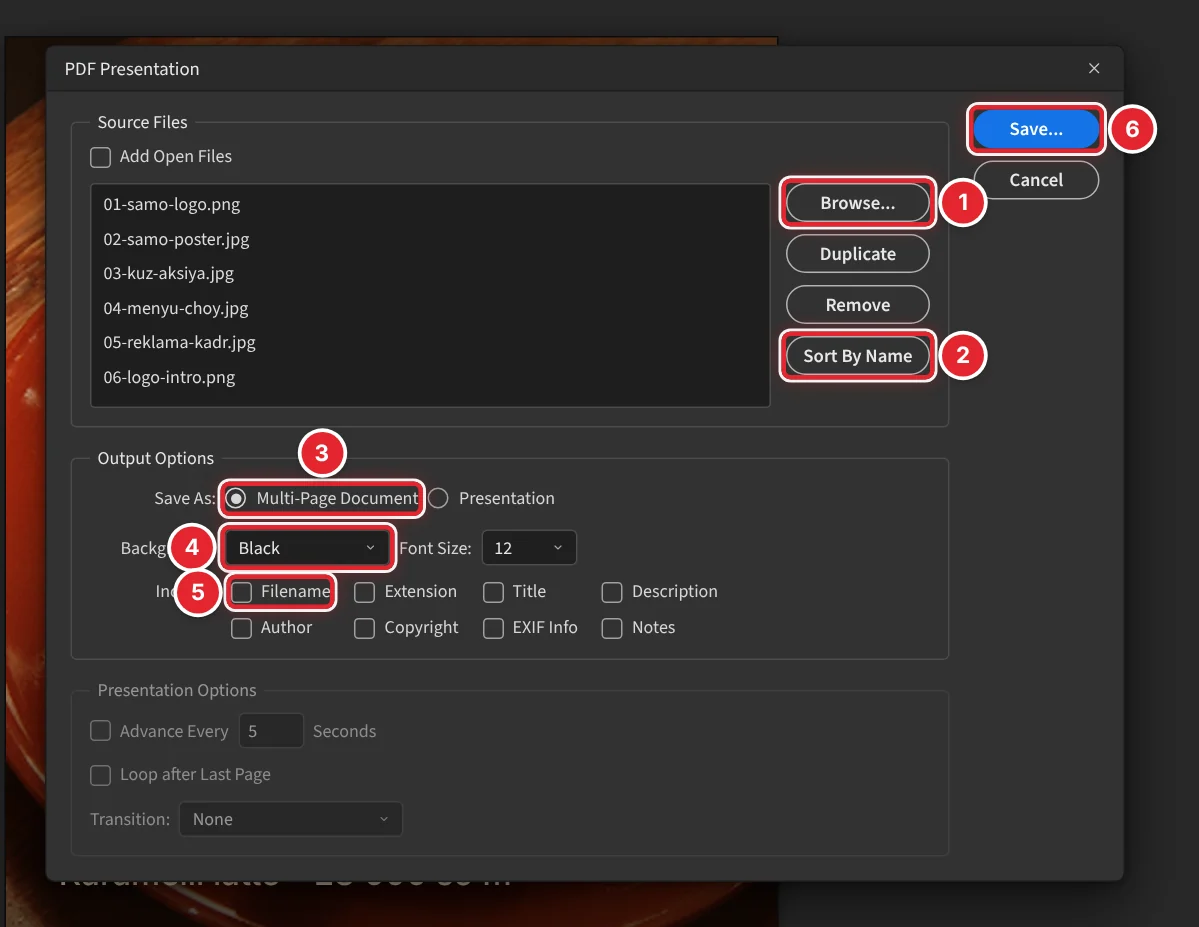 PDF Presentation
Source Files
Add Open Files
01-samo-logo.png
02-samo-poster.jpg
03-kuz-aksiya.jpg
04-menyu-choy.jpg
05-reklama-kadr.jpg
06-logo-intro.png
Browse... 1
Duplicate
Remove
Sort By Name 2
Save... 6
Cancel
Output Options 3
Save As: Multi-Page Document Presentation
4 Black Font Size: 12
5 Filename Extension Title Description
Author Copyright EXIF Info Notes
Presentation Options
Advance Every 5 Seconds
Loop after Last Page
Transition: None